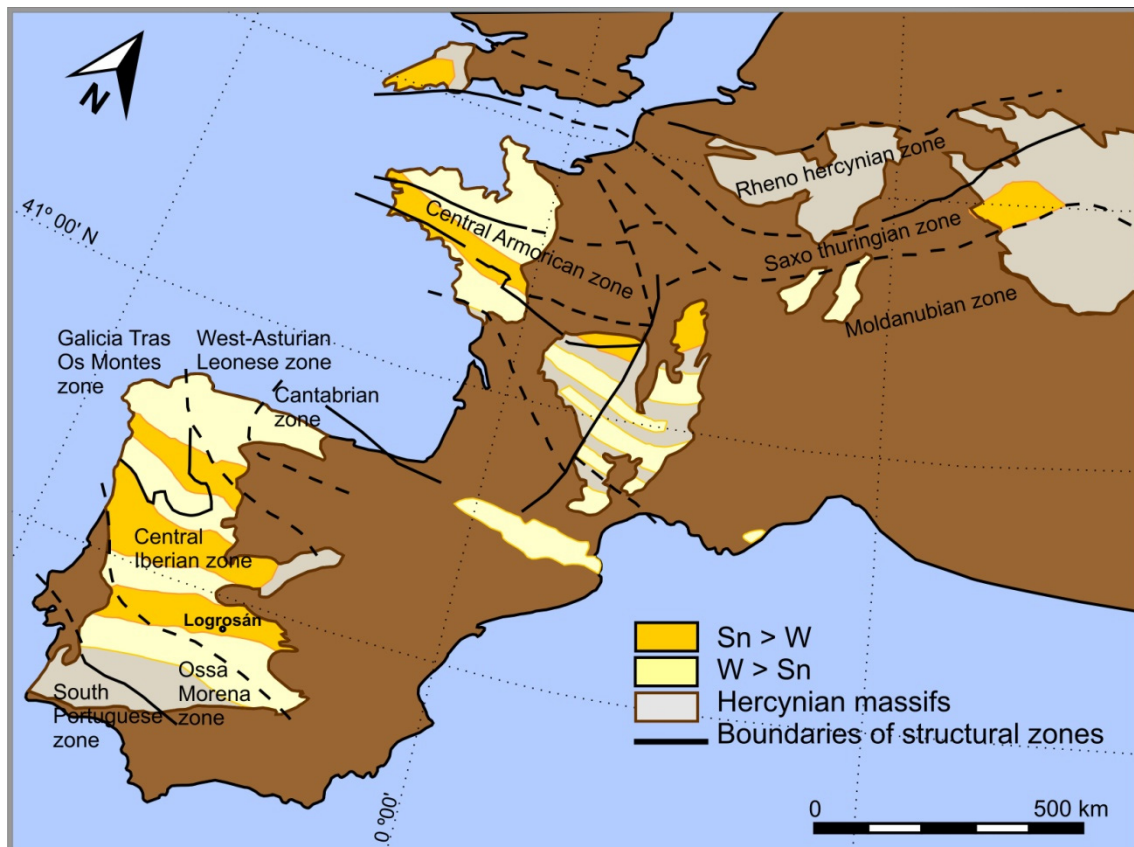 N
41° 00' N
Rheno hercynian zone
Central Armorican zone
Saxo thuringian zone
Moldanubian zone
Galicia Tras
Os Montes
zone
West-Asturian
Leonese zone
Cantabrian
zone
Central
Iberian zone
Logrosán
Ossa
Morena
zone
South
Portuguese
zone
Sn > W
W > Sn
Hercynian massifs
Boundaries of structural zones
0 º00'
0
500 km